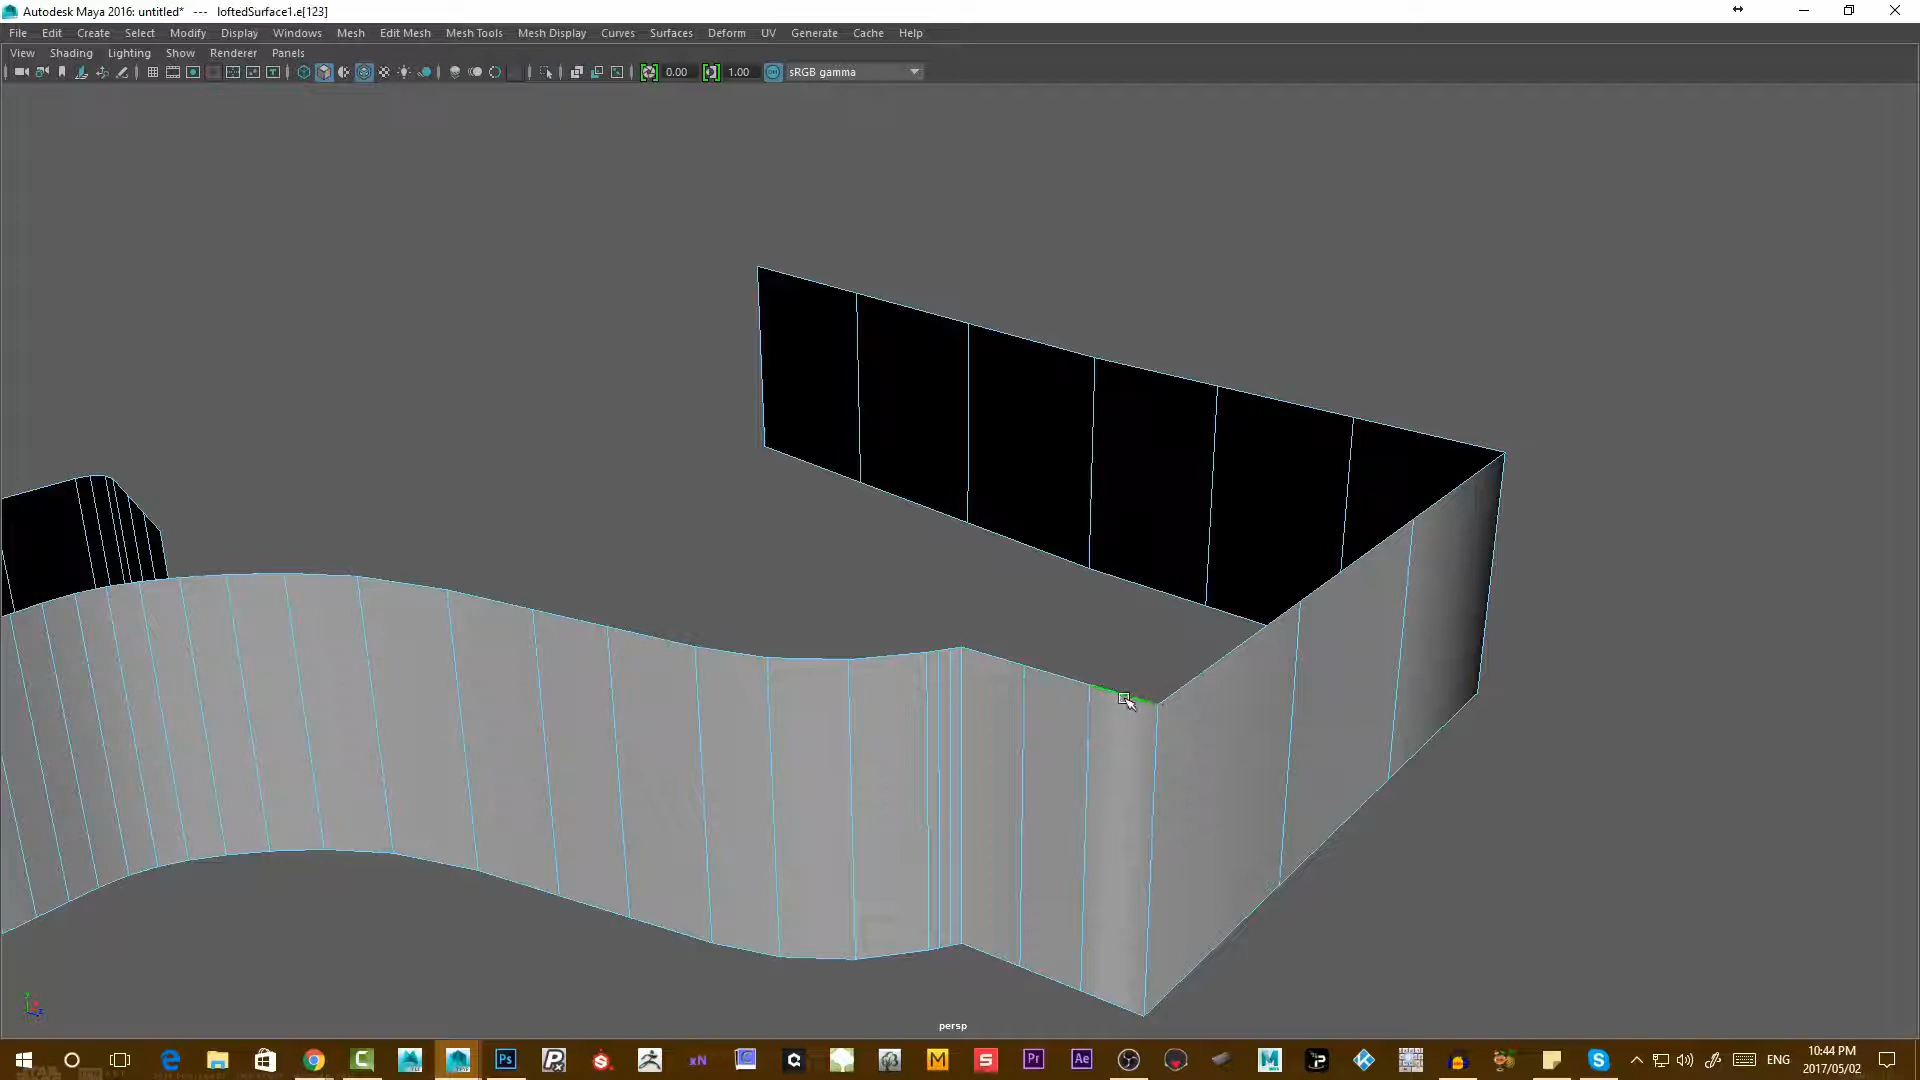 Autodesk Maya 2016: untitled*   ---   loftedSurface1.e[123]
File Edit Create Select Modify Display Windows Mesh Edit Mesh Mesh Tools Mesh Display Curves Surfaces Deform UV Generate Cache Help
View Shading Lighting Show Renderer Panels
0.00 1.00 sRGB gamma
persp
ENG
10:44 PM
2017/05/02